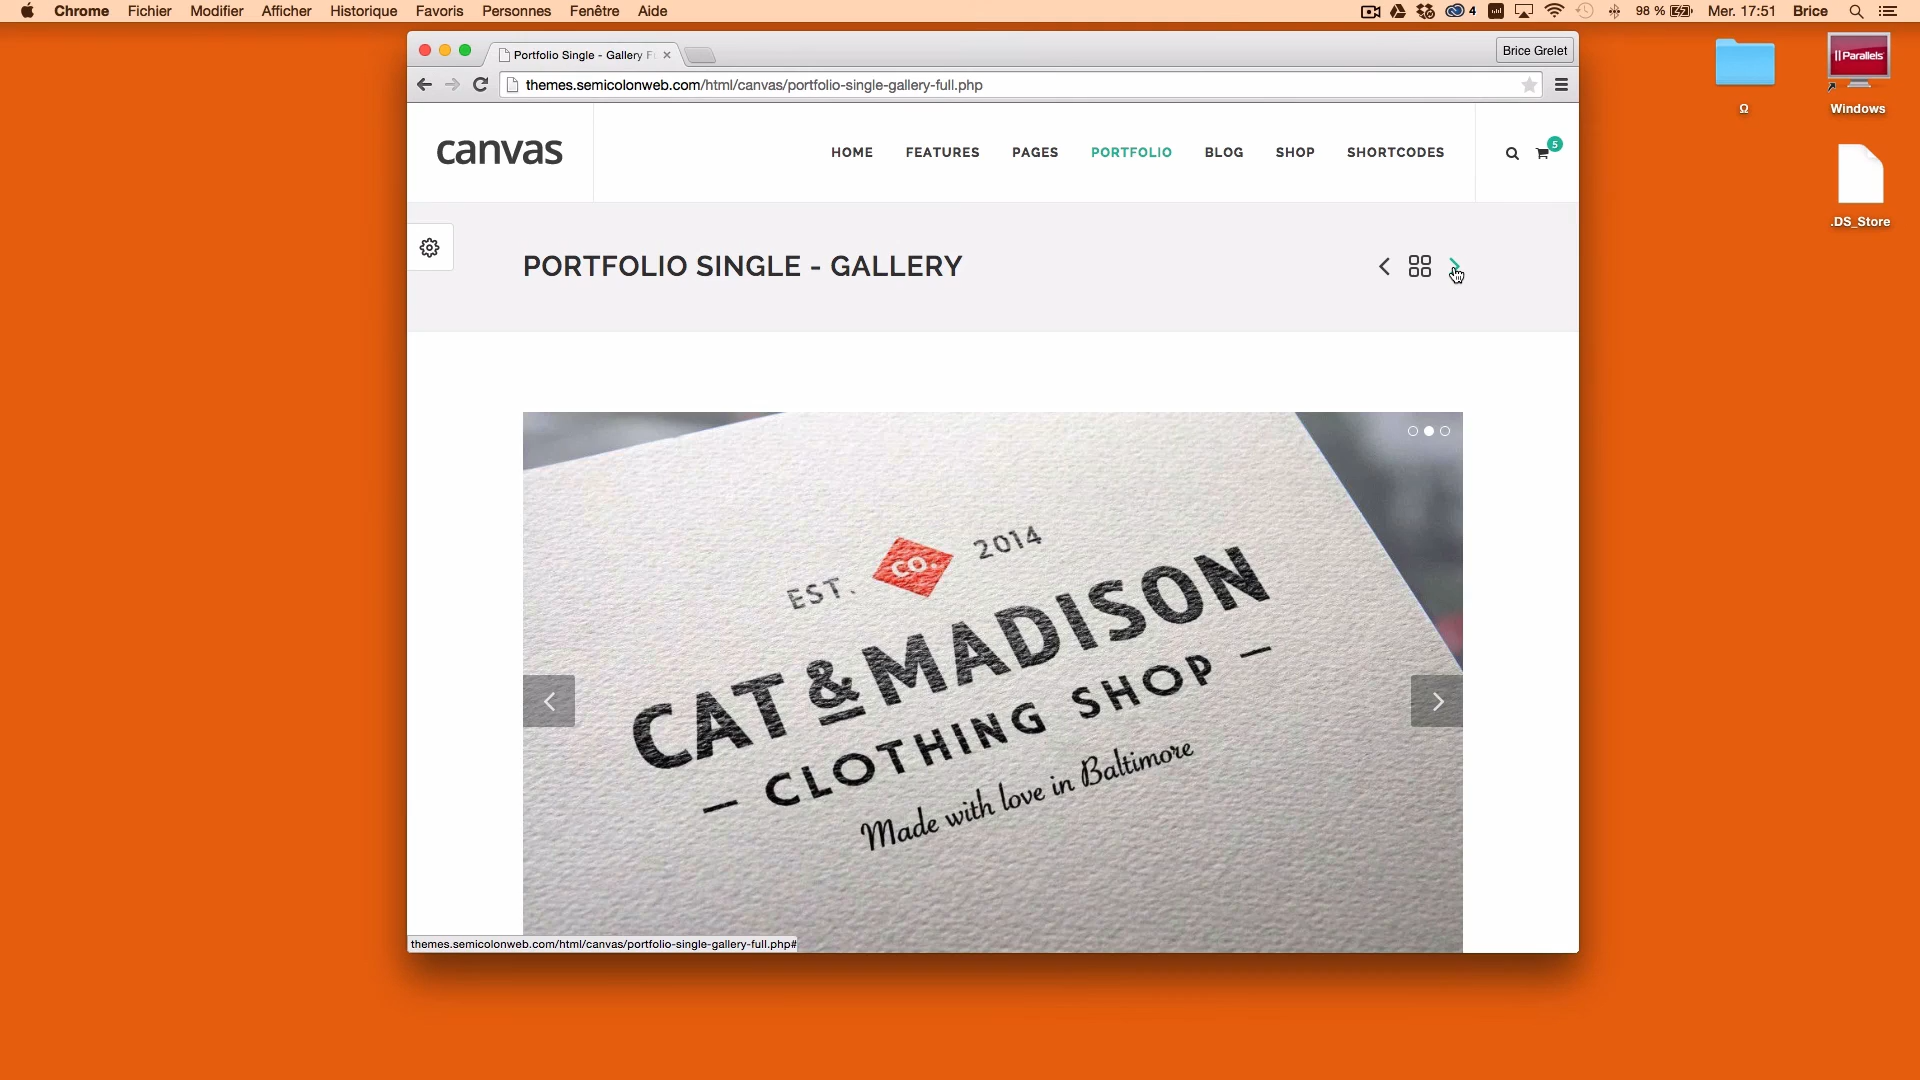 Chrome Fichier Modifier Afficher Historique Favoris Personnes Fenêtre Aide 4 98 % Mer. 17:51 Brice
Portfolio Single - Gallery Brice Grelet
themes.semicolonweb.com/html/canvas/portfolio-single-gallery-full.php
Ω
Parallels
Windows
.DS_Store
canvas HOME FEATURES PAGES PORTFOLIO BLOG SHOP SHORTCODES 5
PORTFOLIO SINGLE - GALLERY
EST. CO. 2014
CAT & MADISON
— CLOTHING SHOP —
Made with love in Baltimore
themes.semicolonweb.com/html/canvas/portfolio-single-gallery-full.php#